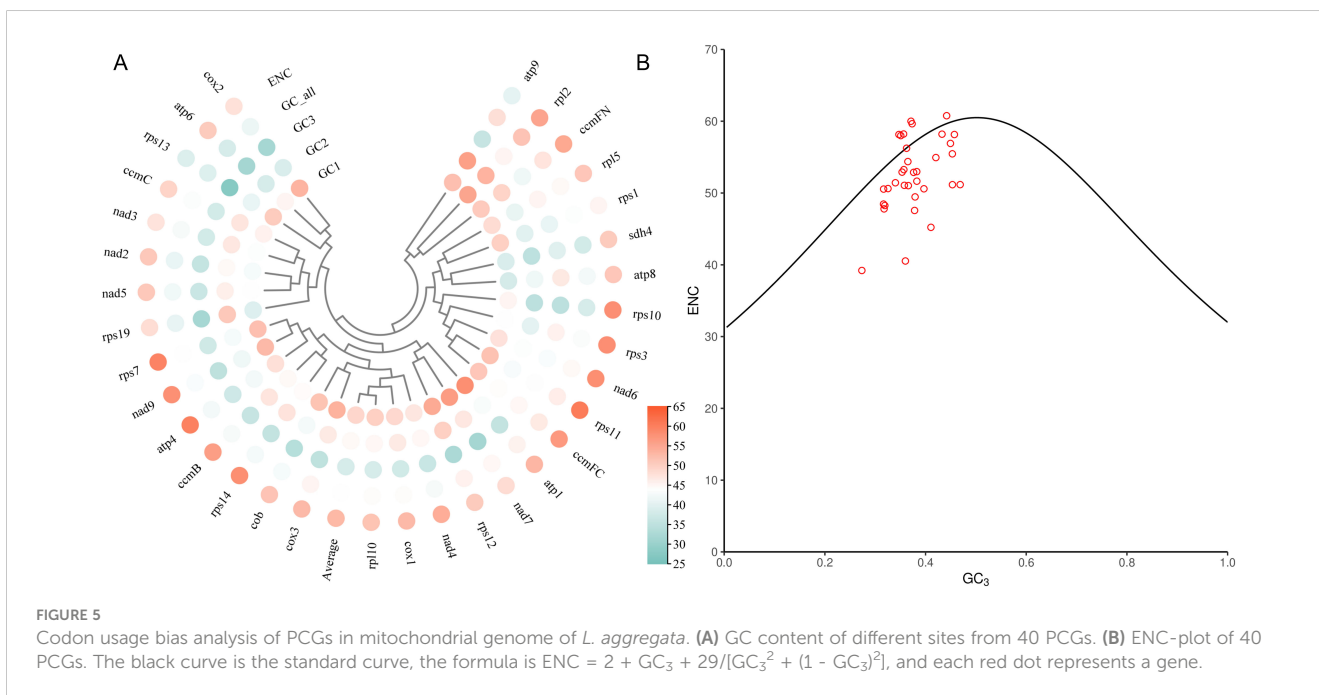 A
cox2
atp6
rps13
ccmC
nad3
nad2
nad5
rps19
rps7
nad9
atp4
ccmB
rps14
cob
cox3
Average
rpl10
cox1
nad4
rps12
nad7
atp1
ccmFC
rps11
nad6
rps3
rps10
atp8
sdh4
rps1
rpl5
ccmFN
rpl2
atp9
ENC
GC_all
GC3
GC2
GC1
65
60
55
50
45
40
35
30
25
B
70
60
50
40
30
20
10
0
ENC
0.0 0.2 0.4 0.6 0.8 1.0
GC₃
FIGURE 5
Codon usage bias analysis of PCGs in mitochondrial genome of L. aggregata. (A) GC content of different sites from 40 PCGs. (B) ENC-plot of 40
PCGs. The black curve is the standard curve, the formula is ENC = 2 + GC₃ + 29/[GC₃² + (1 - GC₃)²], and each red dot represents a gene.